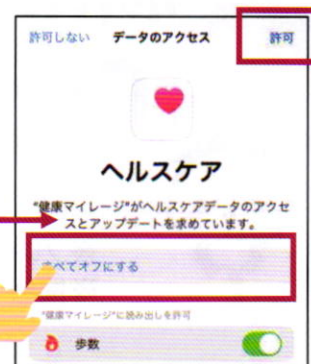 許可しない データのアクセス 許可
ヘルスケア
"健康マイレージ"がヘルスケアデータのアクセ
スとアップデートを求めています。
すべてオフにする
"健康マイレージ"に読み出しを許可
歩数